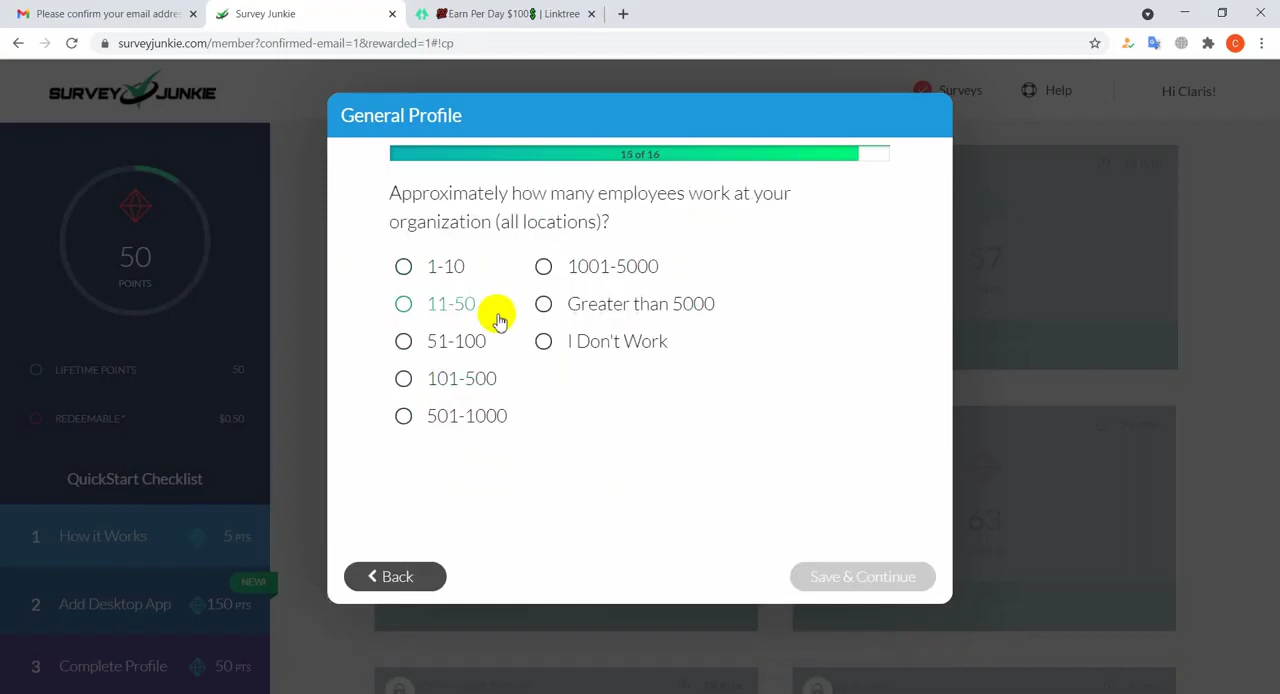 Please confirm your email addres
Survey Junkie
Earn Per Day $100 | Linktree
surveyjunkie.com/member?confirmed-email=1&rewarded=1#!cp
C
SURVEY JUNKIE
Surveys
Help
Hi Claris!
General Profile
15 of 16
Approximately how many employees work at your
organization (all locations)?
1-10
11-50
51-100
101-500
501-1000
1001-5000
Greater than 5000
I Don't Work
Back
Save & Continue
50
POINTS
LIFETIME POINTS 50
REDEEMABLE* $0.50
QuickStart Checklist
1 How it Works 5 PTS
NEW!
2 Add Desktop App 150 PTS
3 Complete Profile 50 PTS
57
63